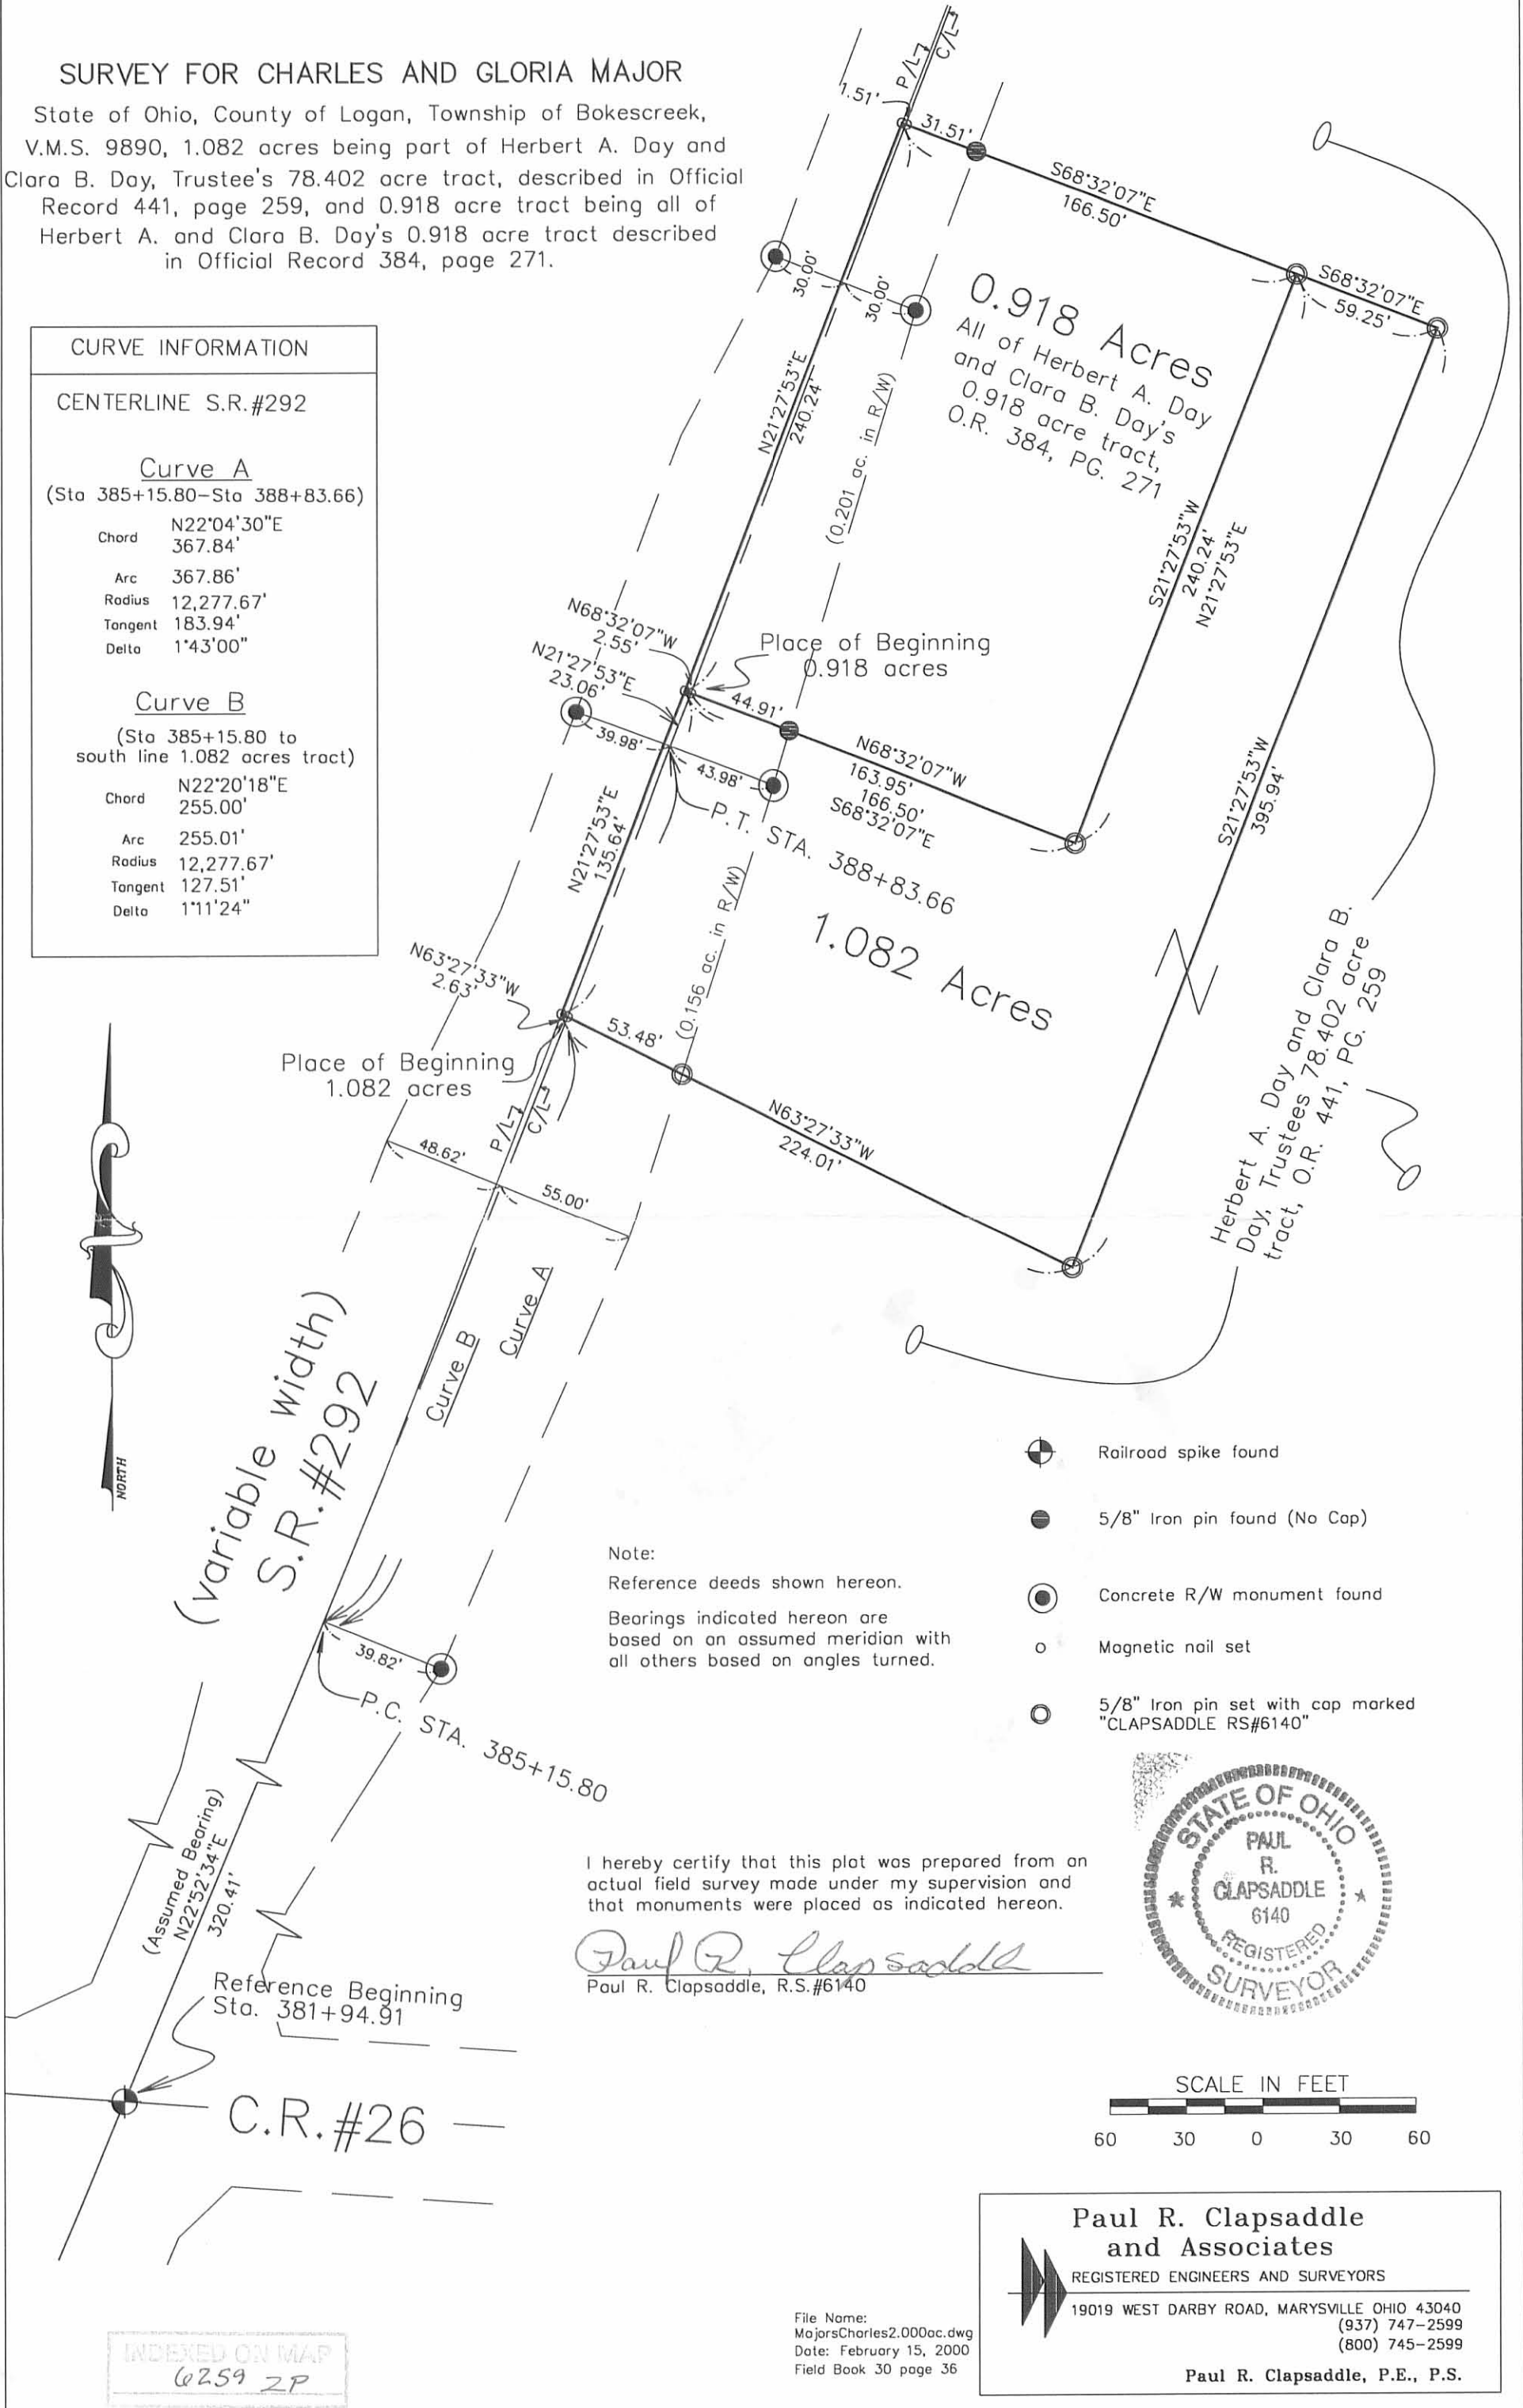 SURVEY FOR CHARLES AND GLORIA MAJOR
State of Ohio, County of Logan, Township of Bokescreek,
V.M.S. 9890, 1.082 acres being part of Herbert A. Day and
Clara B. Day, Trustee's 78.402 acre tract, described in Official
Record 441, page 259, and 0.918 acre tract being all of
Herbert A. and Clara B. Day's 0.918 acre tract described
in Official Record 384, page 271.
CURVE INFORMATION
CENTERLINE S.R.#292
Curve A
(Sta 385+15.80-Sta 388+83.66)
Chord N22°04'30"E
367.84'
Arc 367.86'
Radius 12,277.67'
Tangent 183.94'
Delta 1°43'00"
Curve B
(Sta 385+15.80 to
south line 1.082 acres tract)
Chord N22°20'18"E
255.00'
Arc 255.01'
Radius 12,277.67'
Tangent 127.51'
Delta 1°11'24"
P/L
C/L
1.51'
31.51'
S68°32'07"E
166.50'
S68°32'07"E
59.25'
30.00'
30.00'
0.918 Acres
All of Herbert A. Day
and Clara B. Day's
0.918 acre tract,
O.R. 384, PG. 271
N21°27'53"E
240.24'
(0.201 ac. in R/W)
S21°27'53"W
240.24'
N21°27'53"E
N68°32'07"W
2.55'
N21°27'53"E
23.06'
Place of Beginning
0.918 acres
44.91'
39.98'
43.98'
N68°32'07"W
163.95'
166.50'
S68°32'07"E
P.T. STA. 388+83.66
N21°27'53"E
135.64'
(0.156 ac. in R/W)
1.082 Acres
S21°27'53"W
395.94'
N63°27'33"W
2.63'
53.48'
Place of Beginning
1.082 acres
P/L
C/L
N63°27'33"W
224.01'
48.62'
55.00'
Herbert A. Day and Clara B.
Day, Trustees 78.402 acre
tract, O.R. 441, PG. 259
Curve B
Curve A
(variable width)
S.R.#292
NORTH
39.82'
P.C. STA. 385+15.80
(Assumed Bearing)
N22°52'34"E
320.41'
Reference Beginning
Sta. 381+94.91
C.R.#26
Railroad spike found
5/8" Iron pin found (No Cap)
Concrete R/W monument found
Magnetic nail set
5/8" Iron pin set with cap marked
"CLAPSADDLE RS#6140"
Note:
Reference deeds shown hereon.
Bearings indicated hereon are
based on an assumed meridian with
all others based on angles turned.
I hereby certify that this plat was prepared from an
actual field survey made under my supervision and
that monuments were placed as indicated hereon.
Paul R. Clapsaddle
Paul R. Clapsaddle, R.S.#6140
STATE OF OHIO
PAUL
R.
CLAPSADDLE
6140
REGISTERED
SURVEYOR
SCALE IN FEET
60 30 0 30 60
Paul R. Clapsaddle
and Associates
REGISTERED ENGINEERS AND SURVEYORS
19019 WEST DARBY ROAD, MARYSVILLE OHIO 43040
(937) 747-2599
(800) 745-2599
Paul R. Clapsaddle, P.E., P.S.
File Name:
MajorsCharles2.000ac.dwg
Date: February 15, 2000
Field Book 30 page 36
INDEXED ON MAP
6259 ZP